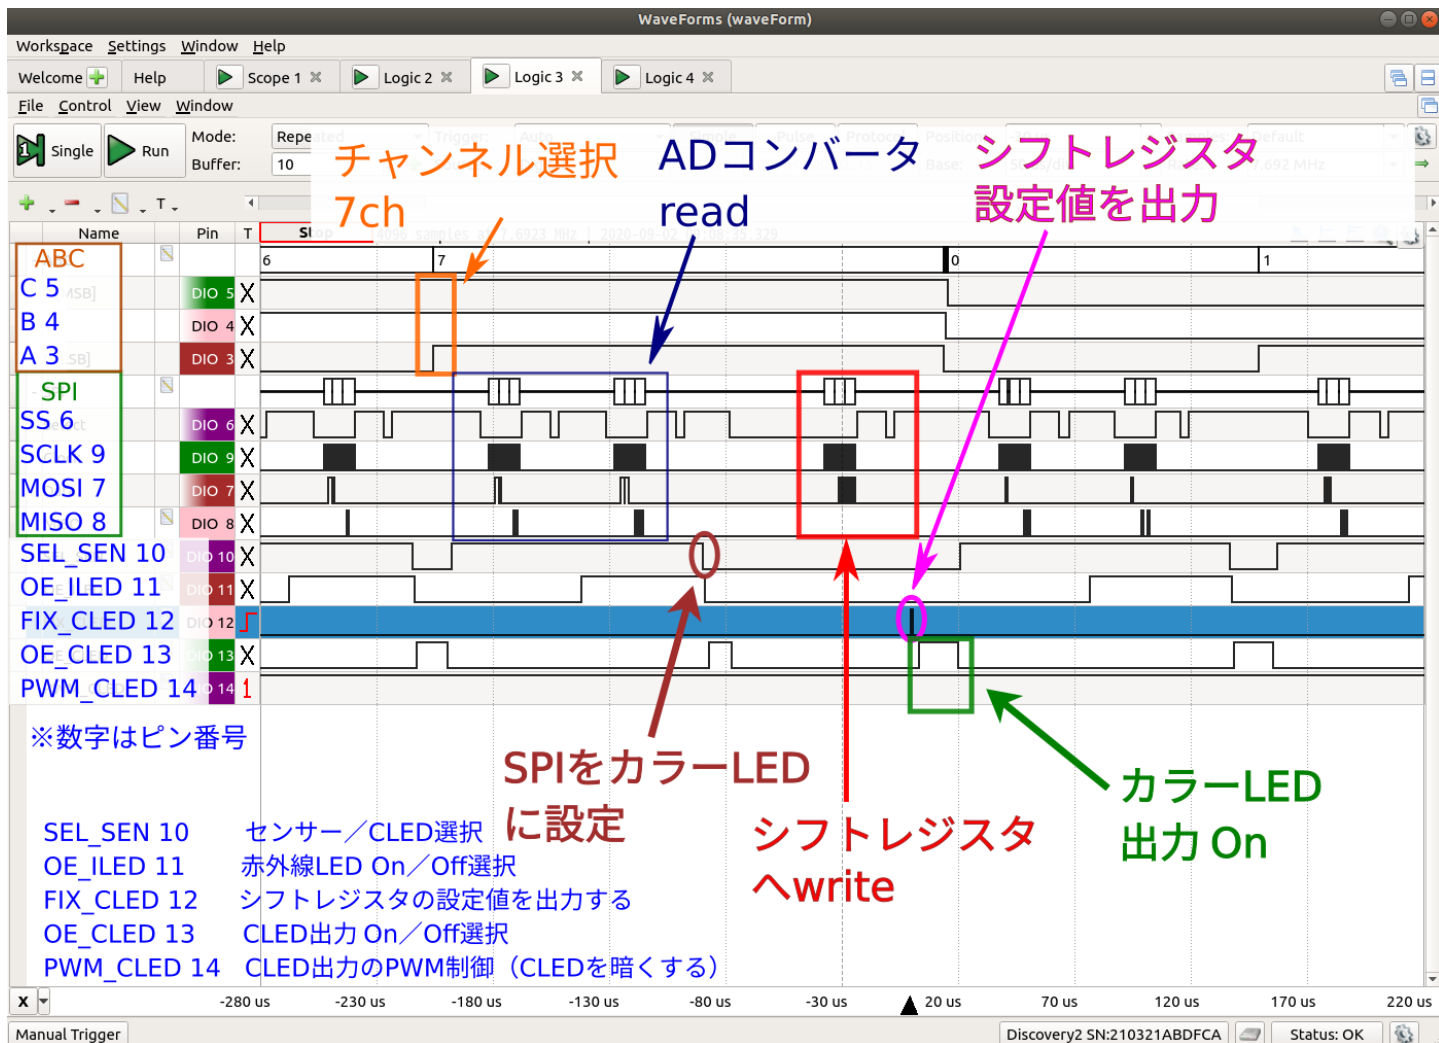 WaveForms (waveForm)
Workspace Settings Window Help
Welcome Help Scope 1 Logic 2 Logic 3 Logic 4
File Control View Window
Single Run Mode: Repeated Trigger: Auto Simple Pulse Protocol Position: Samples: Default
Buffer: 10 Base:
チャンネル選択
7ch
ADコンバータ
read
シフトレジスタ
設定値を出力
T
Name Pin T Stop
ABC 6 7 0 1
C 5 DIO 5 X
B 4 DIO 4 X
A 3 DIO 3 X
SPI
SS 6 DIO 6 X
SCLK 9 DIO 9 X
MOSI 7 DIO 7 X
MISO 8 DIO 8 X
SEL_SEN 10 DIO 10 X
OE_ILED 11 DIO 11 X
FIX_CLED 12 DIO 12
OE_CLED 13 DIO 13 X
PWM_CLED 14 DIO 14 1
※数字はピン番号
SPIをカラーLED
に設定
シフトレジスタ
へwrite
カラーLED
出力 On
SEL_SEN 10 センサー／CLED選択
OE_ILED 11 赤外線LED On／Off選択
FIX_CLED 12 シフトレジスタの設定値を出力する
OE_CLED 13 CLED出力 On／Off選択
PWM_CLED 14 CLED出力のPWM制御（CLEDを暗くする）
X -280 us -230 us -180 us -130 us -80 us -30 us 20 us 70 us 120 us 170 us 220 us
Manual Trigger Discovery2 SN:210321ABDFCA Status: OK